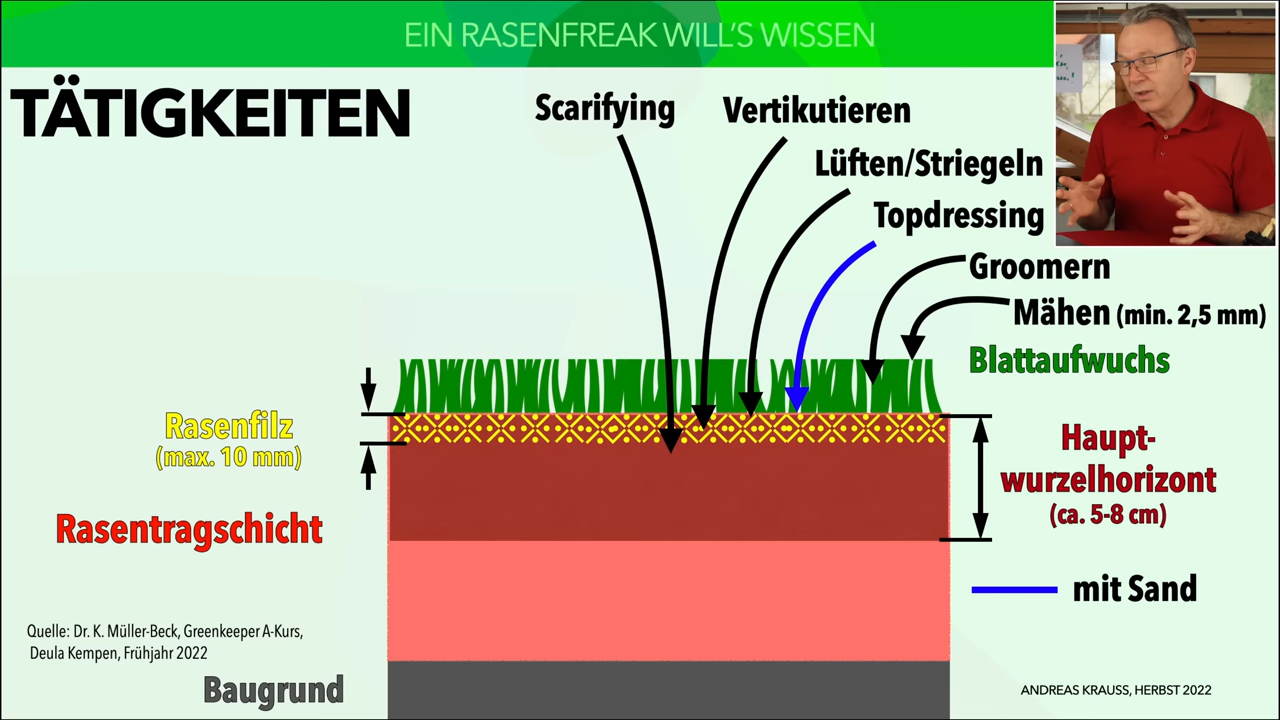 EIN RASENFREAK WILL'S WISSEN
TÄTIGKEITEN
Scarifying
Vertikutieren
Lüften/Striegeln
Topdressing
Groomern
Mähen (min. 2,5 mm)
Blattaufwuchs
Rasenfilz
(max. 10 mm)
Haupt-
wurzelhorizont
(ca. 5-8 cm)
Rasentragschicht
mit Sand
Quelle: Dr. K. Müller-Beck, Greenkeeper A-Kurs,
Deula Kempen, Frühjahr 2022
Baugrund
ANDREAS KRAUSS, HERBST 2022